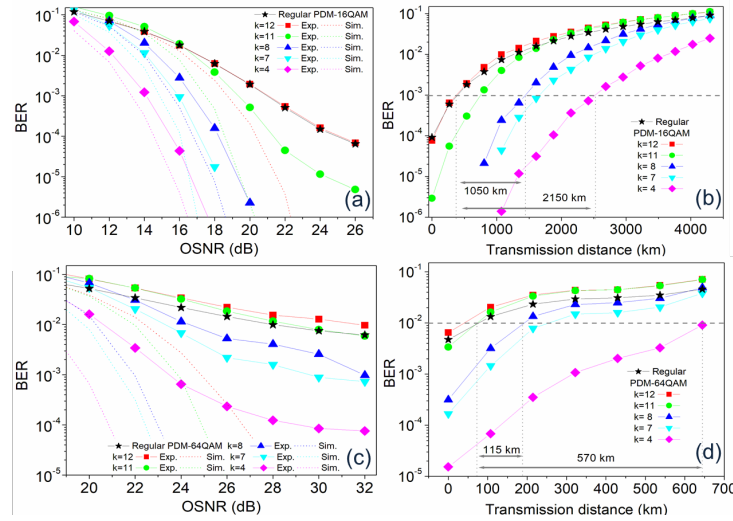 10^-1
10^-2
10^-3
10^-4
10^-5
10^-6
BER
Regular PDM-16QAM
k=12 Exp. Sim.
k=11 Exp. Sim.
k=8 Exp. Sim.
k=7 Exp. Sim.
k=4 Exp. Sim.
(a)
10 12 14 16 18 20 22 24 26
OSNR (dB)
10^0
10^-1
10^-2
10^-3
10^-4
10^-5
10^-6
BER
Regular
PDM-16QAM
k=12
k=11
k= 8
k= 7
k= 4
1050 km
2150 km
(b)
0 1000 2000 3000 4000
Transmission distance (km)
10^-1
10^-2
10^-3
10^-4
10^-5
BER
Regular PDM-64QAM k=8 Exp. Sim.
k=12 Exp. Sim. k=7 Exp. Sim.
k=11 Exp. Sim. k=4 Exp. Sim.
(c)
20 22 24 26 28 30 32
OSNR (dB)
10^-1
10^-2
10^-3
10^-4
10^-5
BER
Regular
PDM-64QAM
k=12
k=11
k= 8
k= 7
k= 4
115 km
570 km
(d)
0 100 200 300 400 500 600 700
Transmission distance (km)